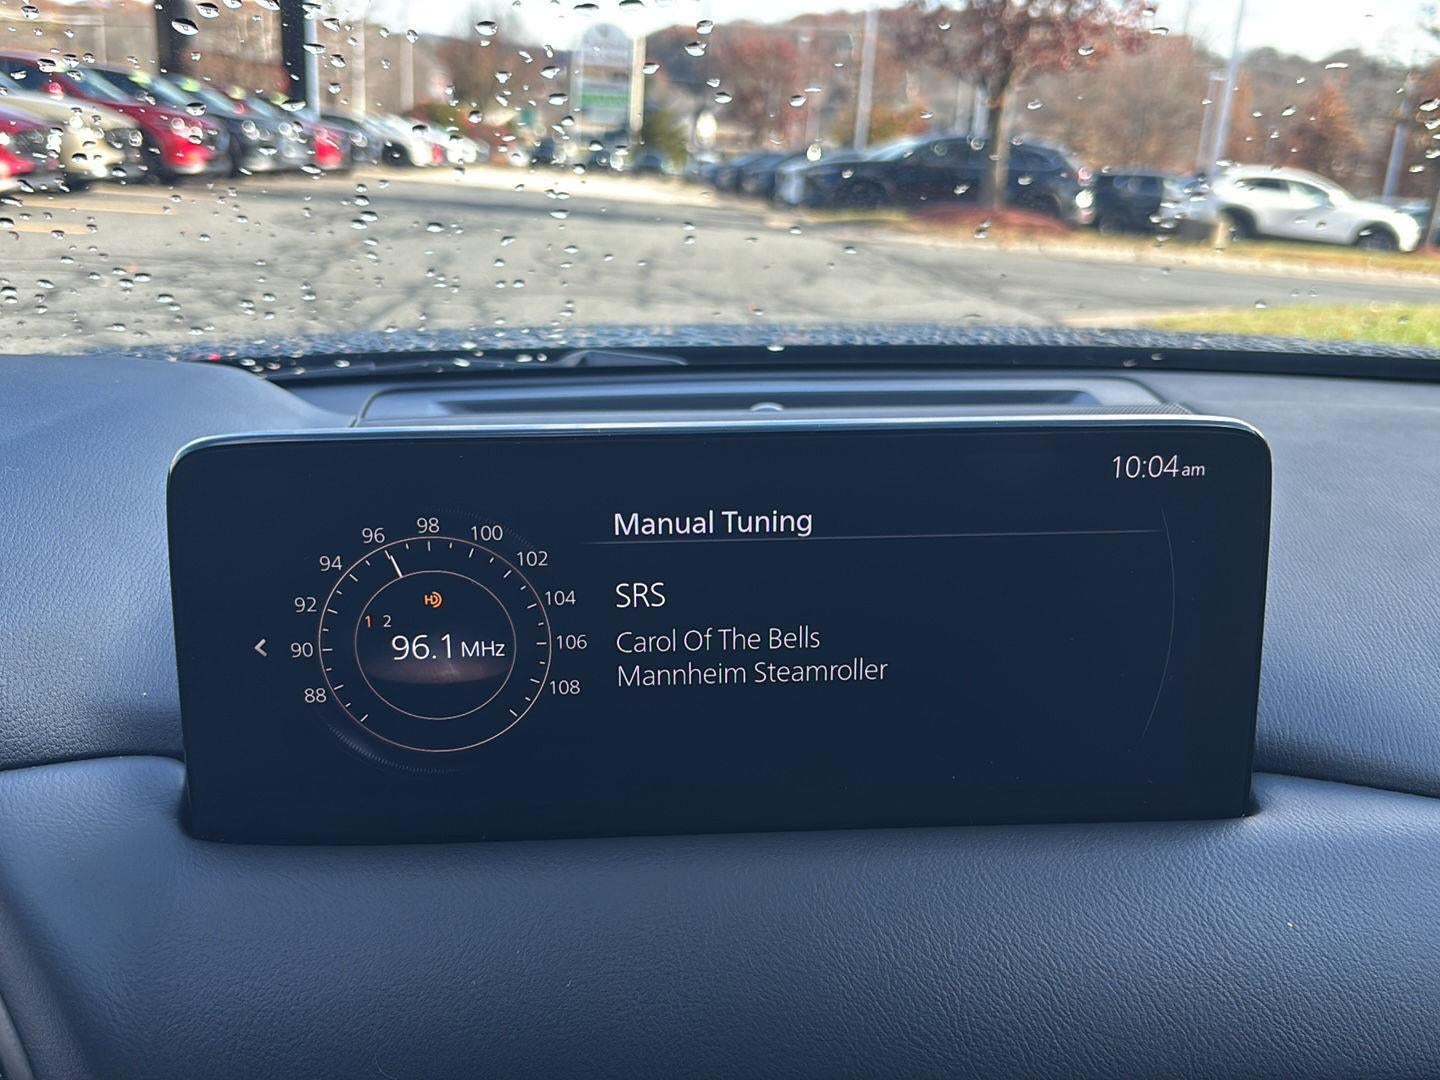 10:04am
Manual Tuning
98
96
100
94
102
92
104
90
106
88
108
HD
1 2
96.1 MHz
SRS
Carol Of The Bells
Mannheim Steamroller